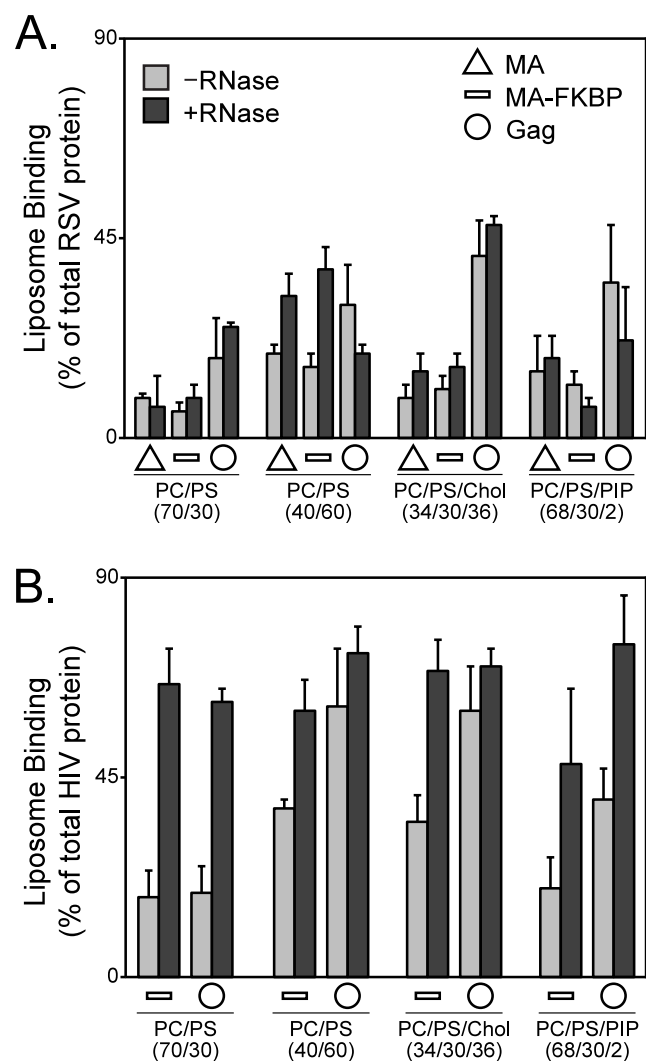 A.
90
45
0
Liposome Binding
(% of total RSV protein)
−RNase
+RNase
MA
MA-FKBP
Gag
PC/PS
(70/30)
PC/PS
(40/60)
PC/PS/Chol
(34/30/36)
PC/PS/PIP
(68/30/2)
B.
90
45
0
Liposome Binding
(% of total HIV protein)
PC/PS
(70/30)
PC/PS
(40/60)
PC/PS/Chol
(34/30/36)
PC/PS/PIP
(68/30/2)